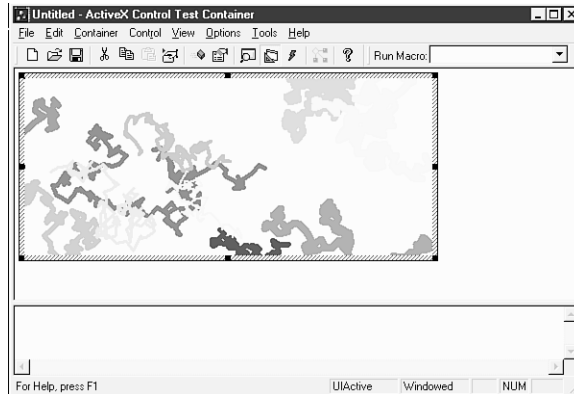 Untitled - ActiveX Control Test Container
File Edit Container Control View Options Tools Help
Run Macro:
For Help, press F1 UIActive Windowed NUM